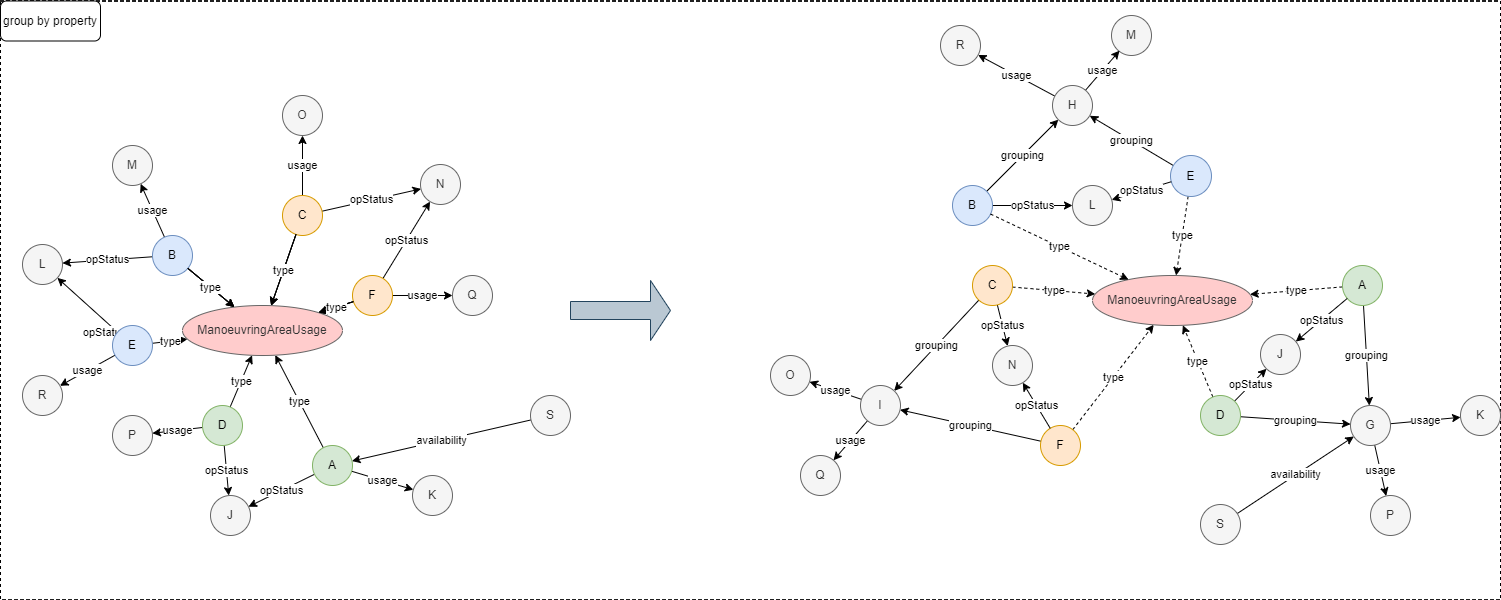 group by property
O
usage
M
usage
C
opStatus
N
opStatus
B
L
opStatus
type
type
F
usage
Q
type
ManoeuvringAreaUsage
opStatus
E
type
usage
R
type
type
P
usage
D
S
availability
opStatus
A
opStatus
usage
K
J
R
M
usage
usage
H
grouping
grouping
E
opStatus
B
opStatus
L
type
type
C
type
ManoeuvringAreaUsage
type
A
opStatus
opStatus
grouping
N
J
grouping
type
type
O
usage
opStatus
opStatus
I
grouping
D
grouping
G
usage
K
usage
F
Q
availability
usage
S
P